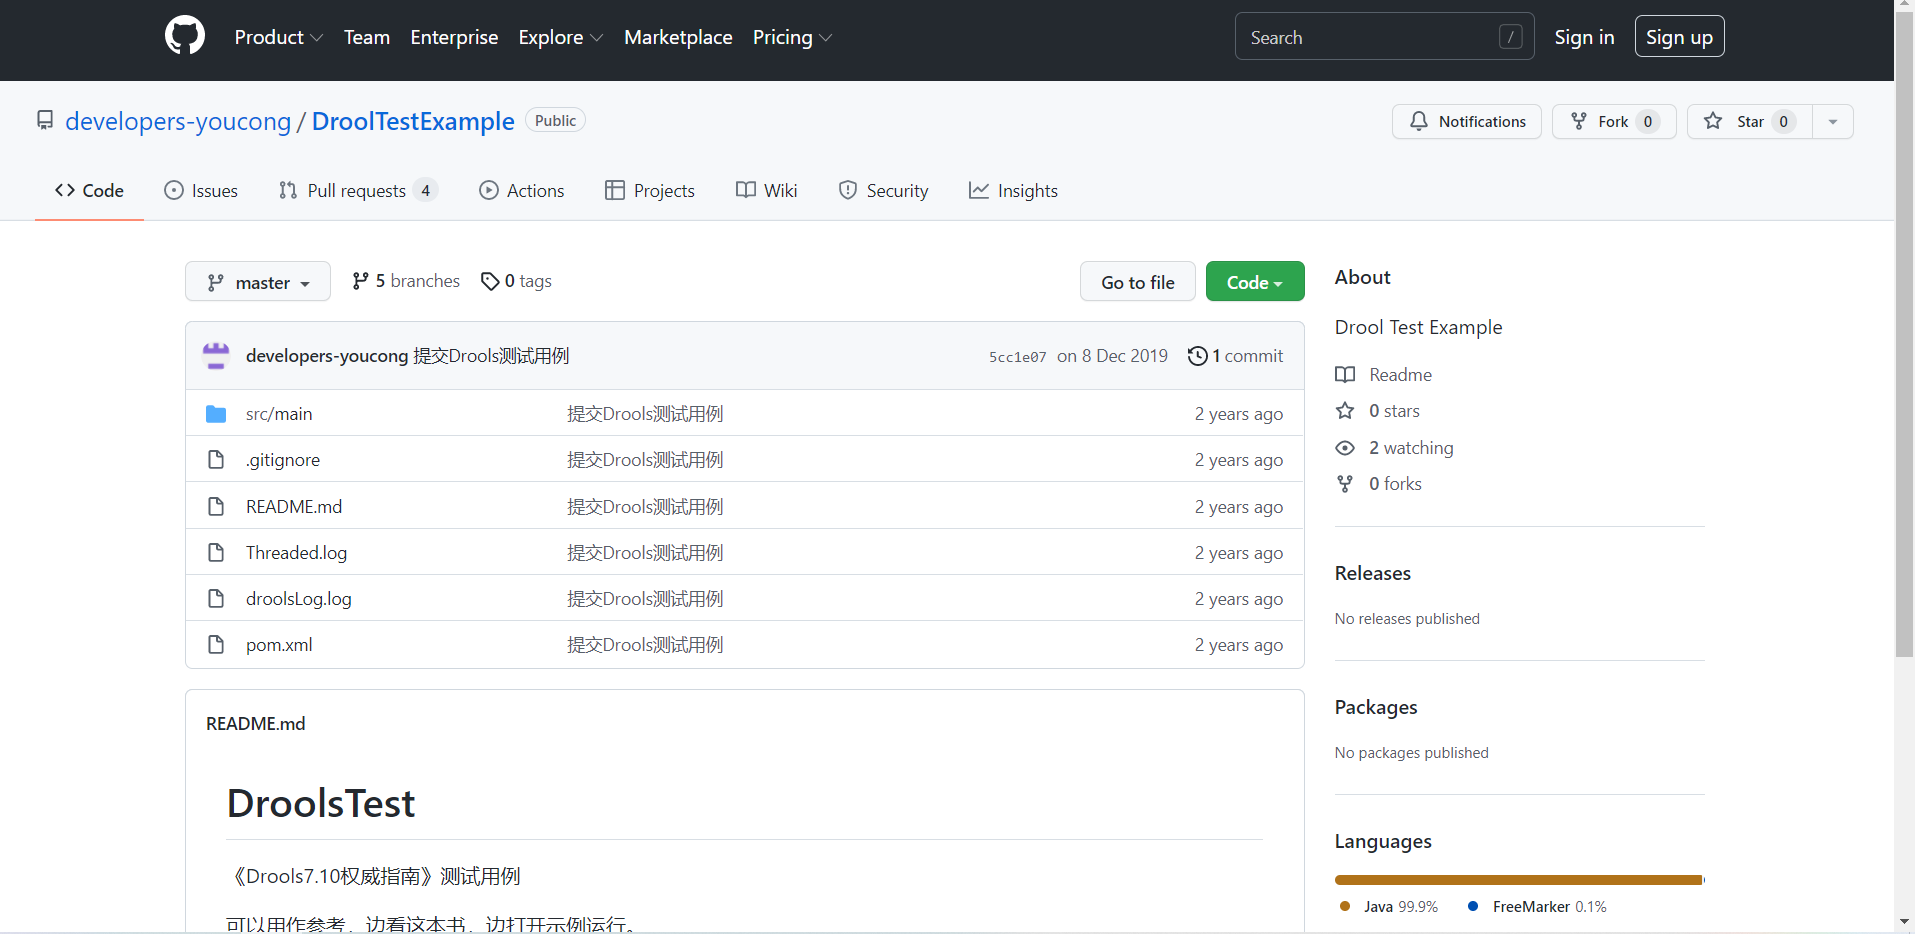 Product Team Enterprise Explore Marketplace Pricing Search / Sign in Sign up
developers-youcong / DroolTestExample Public Notifications Fork 0 Star 0
Code Issues Pull requests 4 Actions Projects Wiki Security Insights
master 5 branches 0 tags Go to file Code
developers-youcong 提交Drools测试用例 5cc1e07 on 8 Dec 2019 1 commit
src/main 提交Drools测试用例 2 years ago
.gitignore 提交Drools测试用例 2 years ago
README.md 提交Drools测试用例 2 years ago
Threaded.log 提交Drools测试用例 2 years ago
droolsLog.log 提交Drools测试用例 2 years ago
pom.xml 提交Drools测试用例 2 years ago
README.md
DroolsTest
《Drools7.10权威指南》测试用例
可以用作参考，边看这本书，边打开示例运行。
About
Drool Test Example
Readme
0 stars
2 watching
0 forks
Releases
No releases published
Packages
No packages published
Languages
Java 99.9% FreeMarker 0.1%